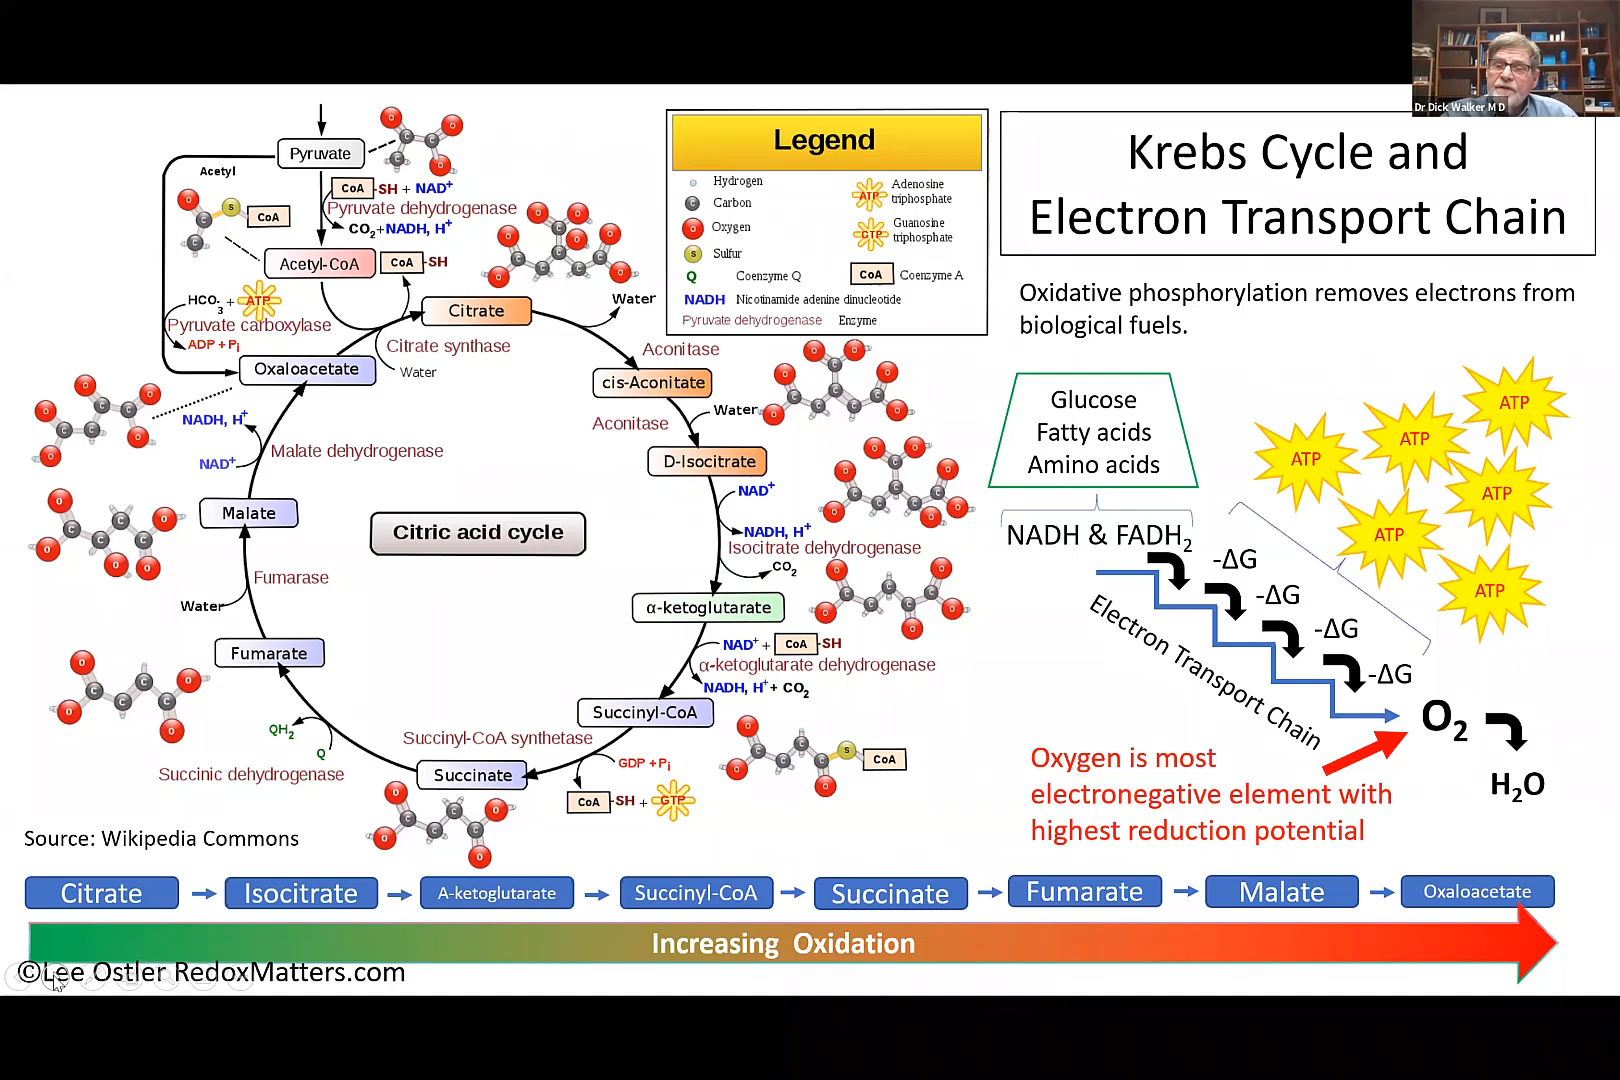 Dr Dick Walker M D
Krebs Cycle and
Electron Transport Chain
Oxidative phosphorylation removes electrons from
biological fuels.
Pyruvate
Acetyl
CoA-SH + NAD+
Pyruvate dehydrogenase
CO2+NADH, H+
S
CoA
Acetyl-CoA
CoA-SH
HCO3- + ATP
Pyruvate carboxylase
ADP + Pi
Citrate
Water
Citrate synthase
Water
Oxaloacetate
Aconitase
cis-Aconitate
Water
Aconitase
D-Isocitrate
NAD+
NADH, H+
Isocitrate dehydrogenase
CO2
α-ketoglutarate
NAD+ + CoA-SH
α-ketoglutarate dehydrogenase
NADH, H+ + CO2
Succinyl-CoA
S
CoA
Succinyl-CoA synthetase
GDP +Pi
CoA-SH + GTP
Succinate
QH2
Q
Succinic dehydrogenase
Fumarate
Water
Fumarase
Malate
NADH, H+
NAD+
Malate dehydrogenase
Citric acid cycle
Legend
Hydrogen
C Carbon
O Oxygen
S Sulfur
Q Coenzyme Q
NADH Nicotinamide adenine dinucleotide
Pyruvate dehydrogenase Enzyme
ATP Adenosine
triphosphate
GTP Guanosine
triphosphate
CoA Coenzyme A
Glucose
Fatty acids
Amino acids
NADH & FADH2
-ΔG
-ΔG
-ΔG
-ΔG
Electron Transport Chain
ATP
ATP
ATP
ATP
ATP
ATP
O2
H2O
Oxygen is most
electronegative element with
highest reduction potential
Source: Wikipedia Commons
Citrate
Isocitrate
A-ketoglutarate
Succinyl-CoA
Succinate
Fumarate
Malate
Oxaloacetate
Increasing Oxidation
©Lee Ostler RedoxMatters.com